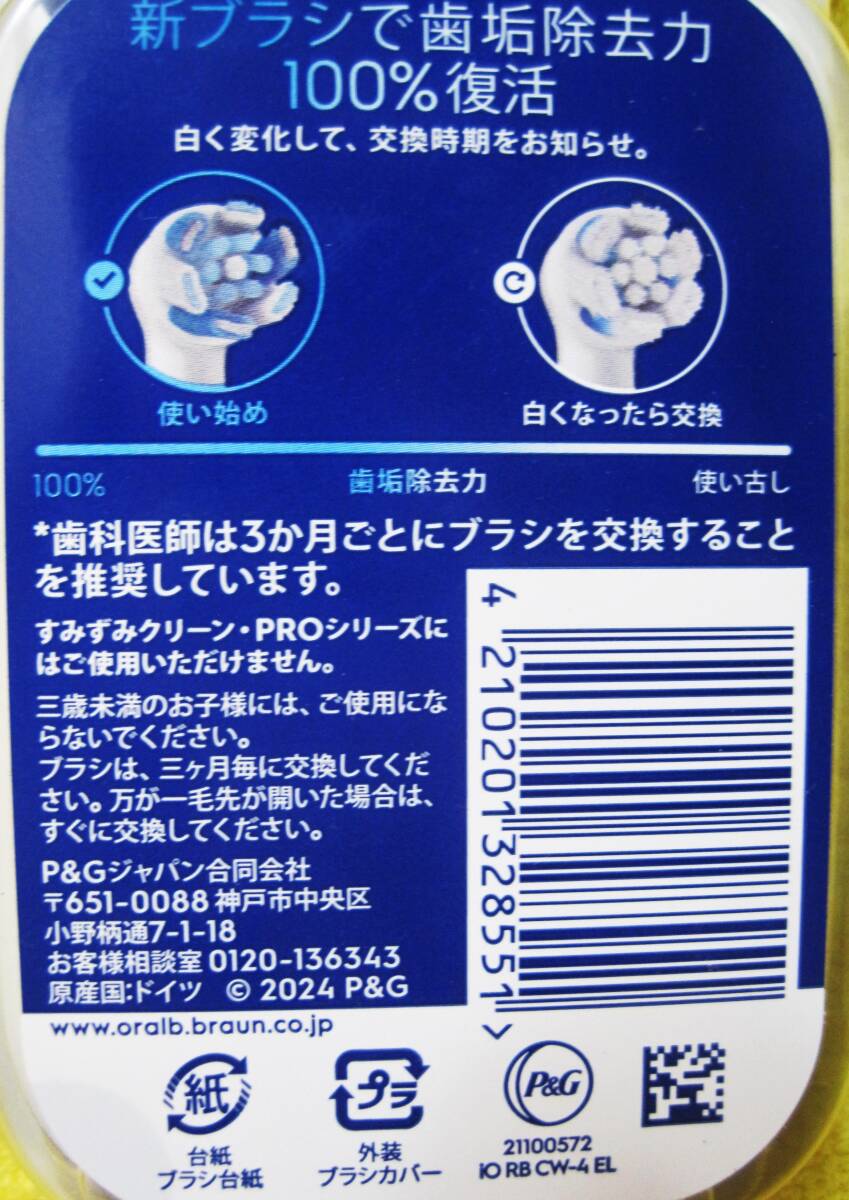 新ブラシで歯垢除去力
100%復活
白く変化して、交換時期をお知らせ。
使い始め
白くなったら交換
100%
歯垢除去力
使い古し
*歯科医師は3か月ごとにブラシを交換すること
を推奨しています。
すみずみクリーン・PROシリーズに
はご使用いただけません。
三歳未満のお子様には、ご使用にな
らないでください。
ブラシは、三ヶ月毎に交換してくだ
さい。万が一毛先が開いた場合は、
すぐに交換してください。
P&Gジャパン合同会社
〒651-0088 神戸市中央区
小野柄通7-1-18
お客様相談室 0120-136343
原産国:ドイツ © 2024 P&G
www.oralb.braun.co.jp
4 210201 328551 >
紙
台紙
ブラシ台紙
プラ
外装
ブラシカバー
P&G
21100572
IO RB CW-4 EL